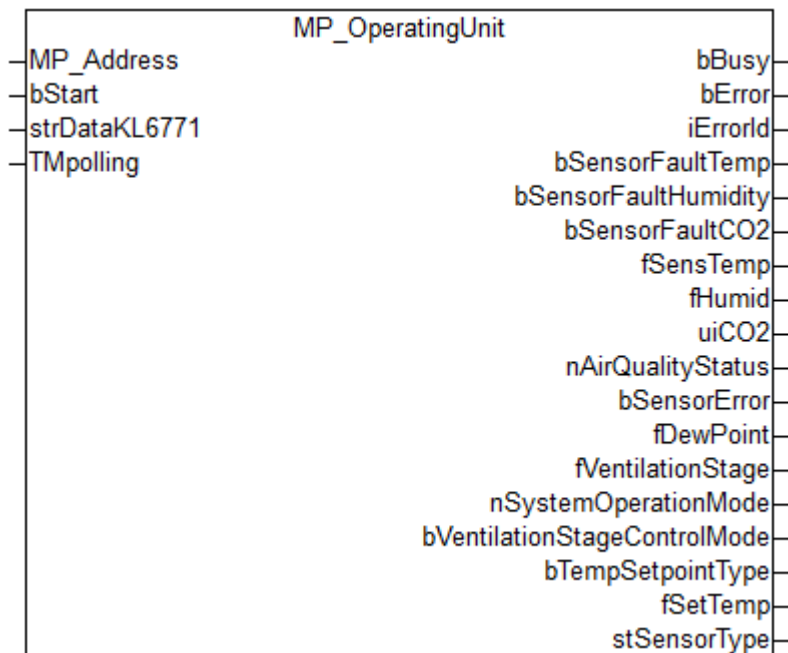 MP_OperatingUnit
MP_Address bBusy
bStart bError
strDataKL6771 iErrorId
TMpolling bSensorFaultTemp
bSensorFaultHumidity
bSensorFaultCO2
fSensTemp
fHumid
uiCO2
nAirQualityStatus
bSensorError
fDewPoint
fVentilationStage
nSystemOperationMode
bVentilationStageControlMode
bTempSetpointType
fSetTemp
stSensorType